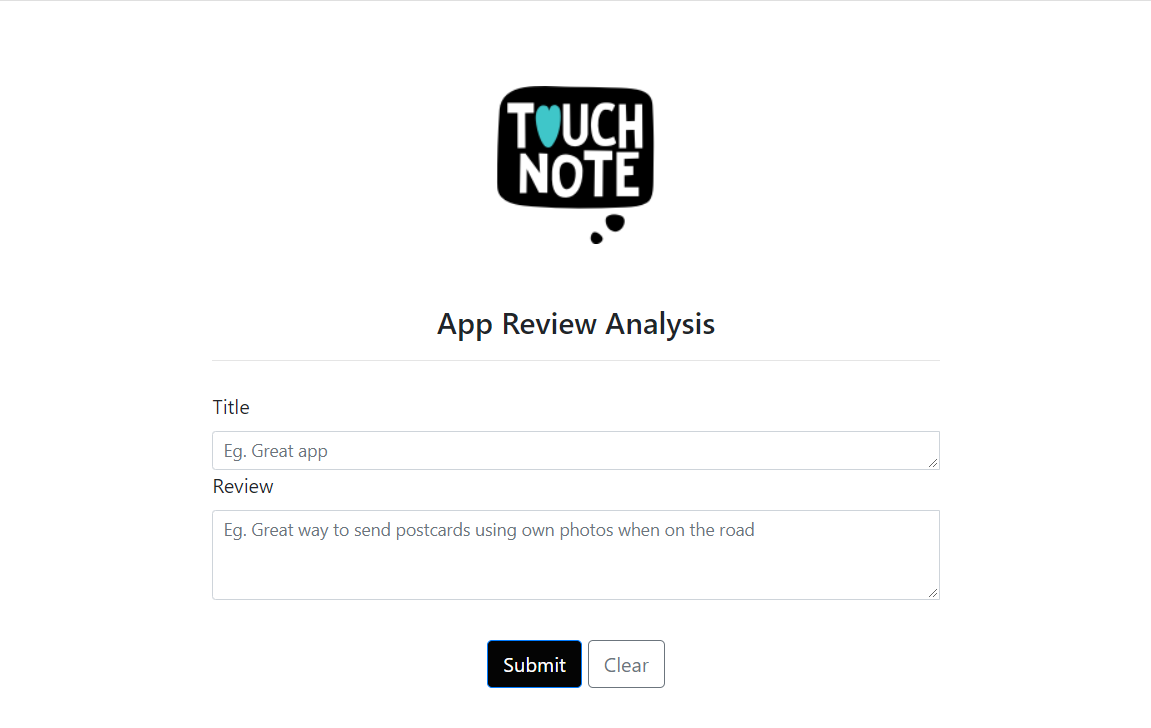 TOUCH
NOTE
App Review Analysis
Title
Eg. Great app
Review
Eg. Great way to send postcards using own photos when on the road
Submit Clear